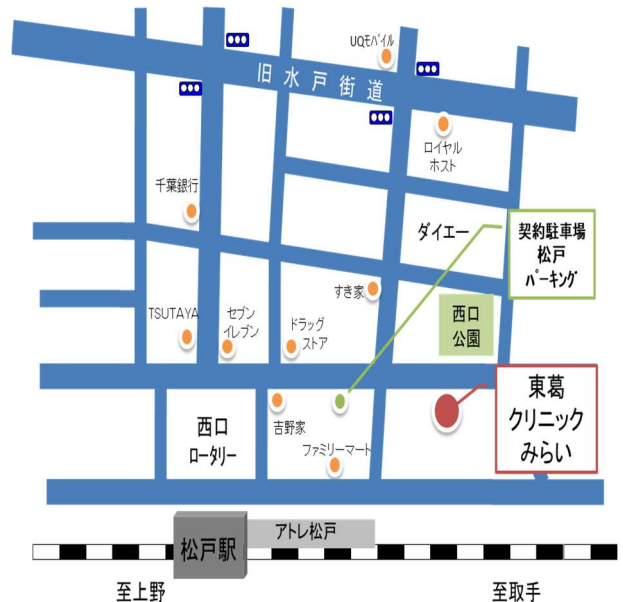 UQモバイル
旧水戸街道
ロイヤル
ホスト
千葉銀行
ダイエー
契約駐車場
松戸
パーキング
すき家
西口
公園
TSUTAYA
セブン
イレブン
ドラッグ
ストア
東葛
クリニック
みらい
西口
ロータリー
吉野家
ファミリーマート
松戸駅
アトレ松戸
至上野
至取手